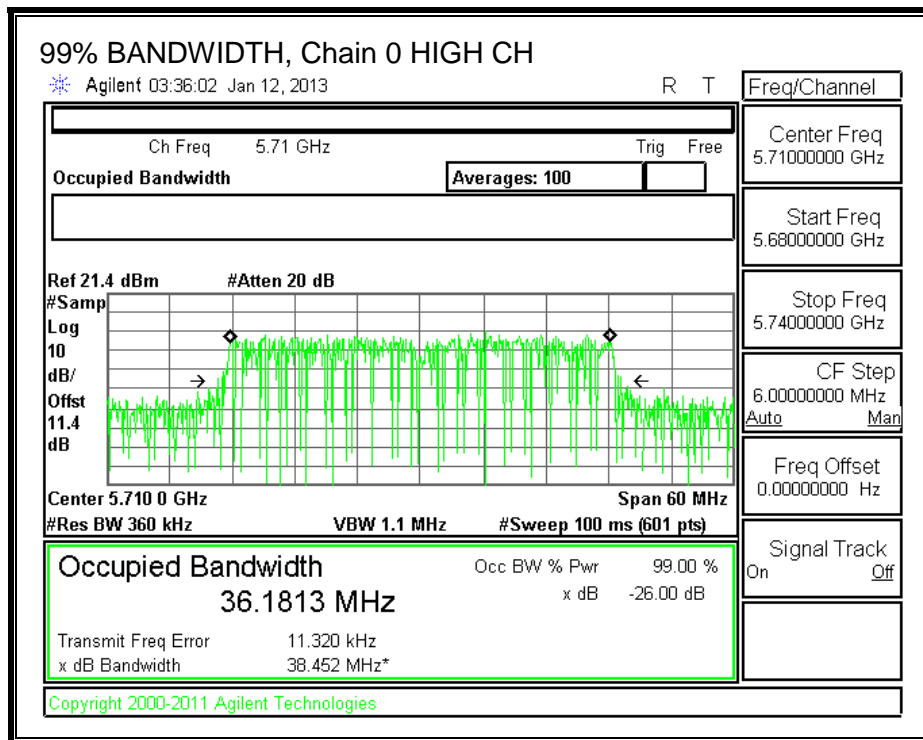 99% BANDWIDTH, Chain 0 HIGH CH
Agilent 03:36:02 Jan 12, 2013 R T
Freq/Channel
Ch Freq 5.71 GHz Trig Free
Occupied Bandwidth Averages: 100
Center Freq
5.71000000 GHz
Start Freq
5.68000000 GHz
Stop Freq
5.74000000 GHz
CF Step
6.00000000 MHz
Auto Man
Freq Offset
0.00000000 Hz
Signal Track
On Off
Ref 21.4 dBm #Atten 20 dB
#Samp
Log
10
dB/
Offst
11.4
dB
Center 5.710 0 GHz Span 60 MHz
#Res BW 360 kHz VBW 1.1 MHz #Sweep 100 ms (601 pts)
Occupied Bandwidth Occ BW % Pwr 99.00 %
36.1813 MHz x dB -26.00 dB
Transmit Freq Error 11.320 kHz
x dB Bandwidth 38.452 MHz*
Copyright 2000-2011 Agilent Technologies